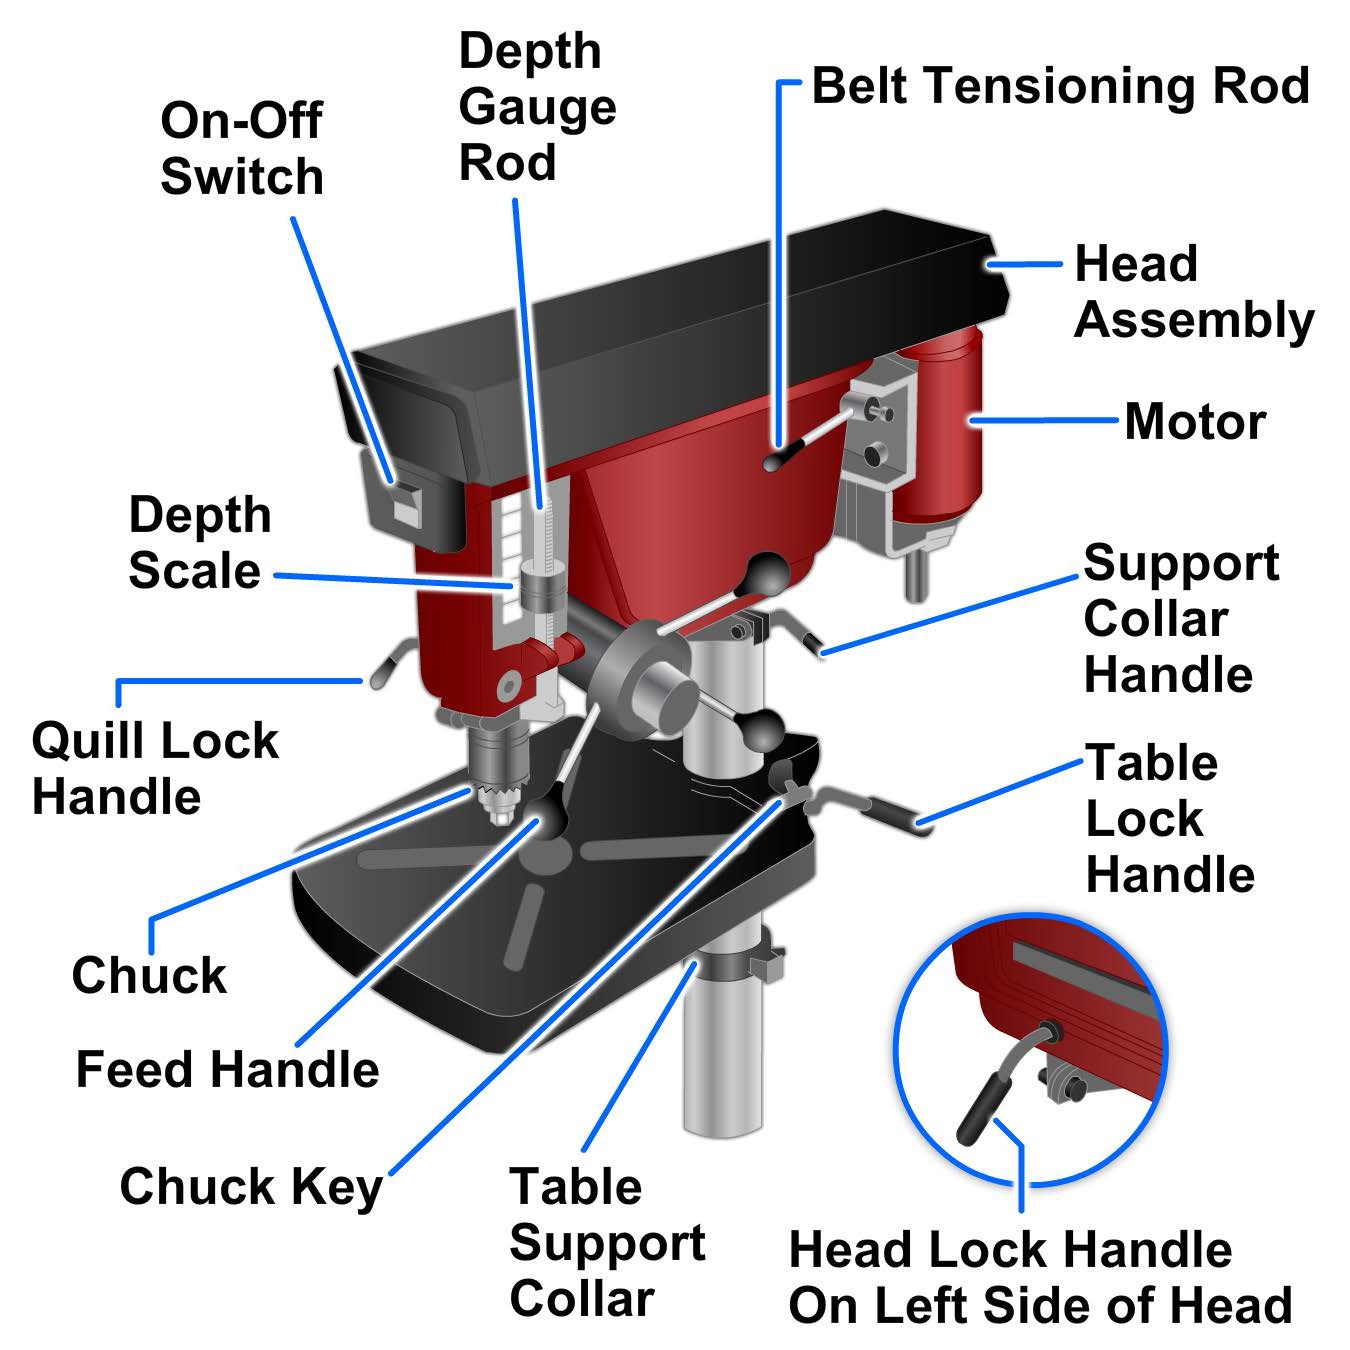 Depth
Gauge
Rod
Belt Tensioning Rod
On-Off
Switch
Head
Assembly
Motor
Depth
Scale
Support
Collar
Handle
Quill Lock
Handle
Table
Lock
Handle
Chuck
Feed Handle
Chuck Key
Table
Support
Collar
Head Lock Handle
On Left Side of Head